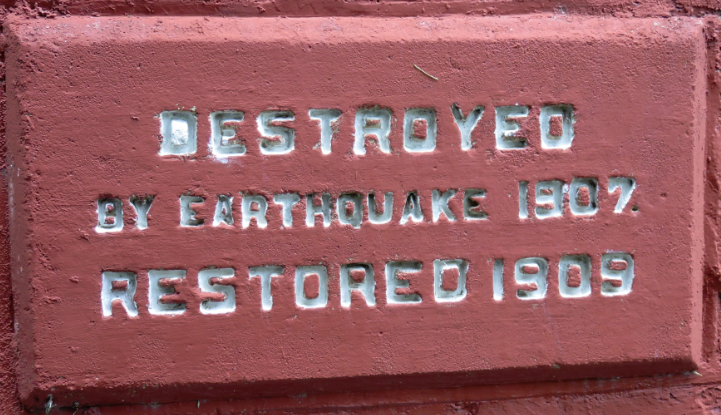 DESTROYED
BY EARTHQUAKE 1907.
RESTORED 1909